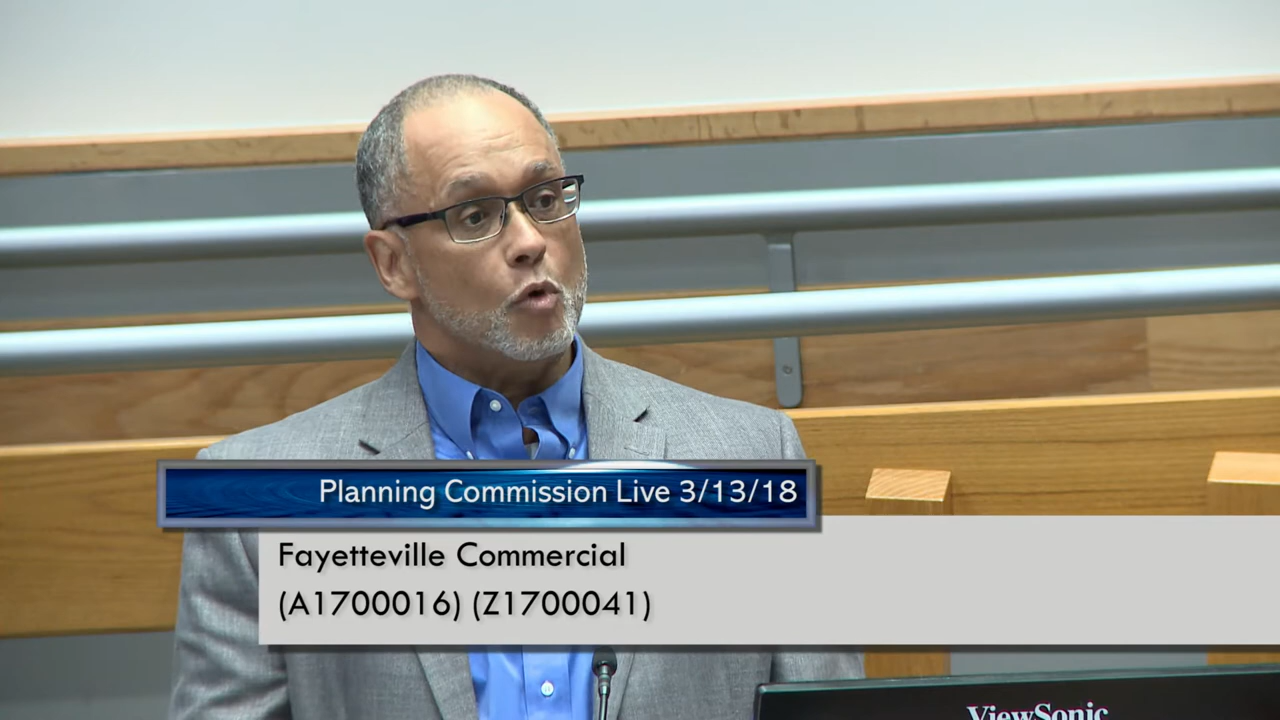 Planning Commission Live 3/13/18
Fayetteville Commercial
(A1700016) (Z1700041)
ViewSonic